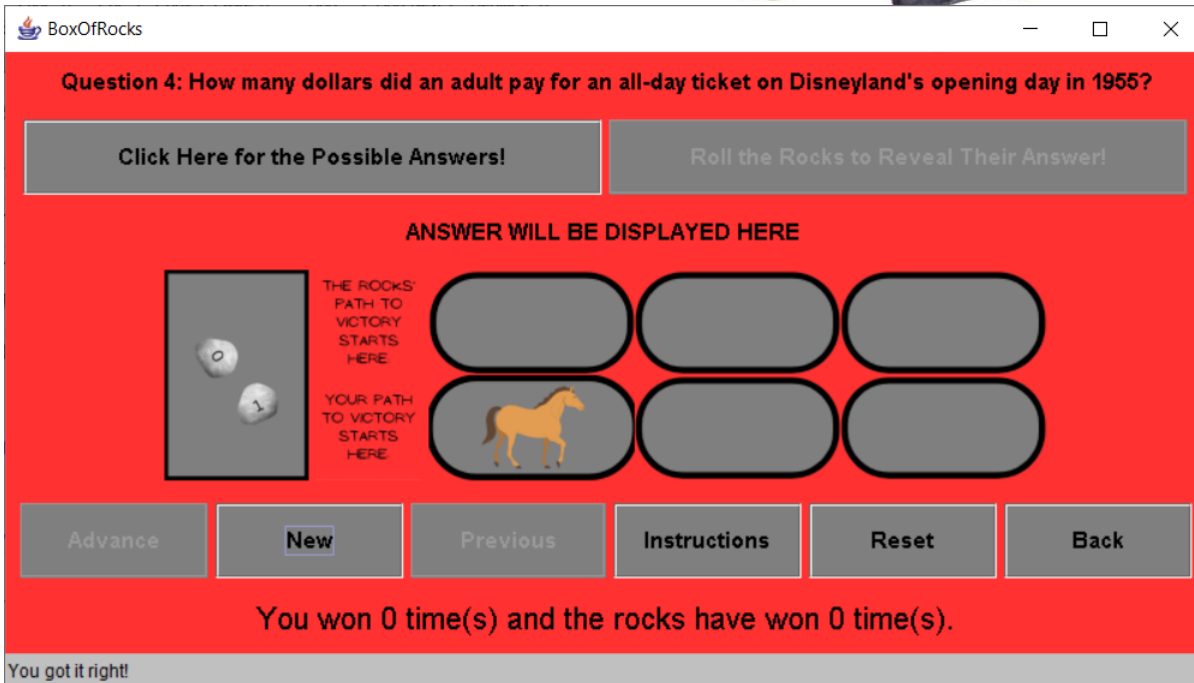 BoxOfRocks
Question 4: How many dollars did an adult pay for an all-day ticket on Disneyland's opening day in 1955?
Click Here for the Possible Answers!
Roll the Rocks to Reveal Their Answer!
ANSWER WILL BE DISPLAYED HERE
0
1
THE ROCKS'
PATH TO
VICTORY
STARTS
HERE.
YOUR PATH
TO VICTORY
STARTS
HERE.
Advance
New
Previous
Instructions
Reset
Back
You won 0 time(s) and the rocks have won 0 time(s).
You got it right!